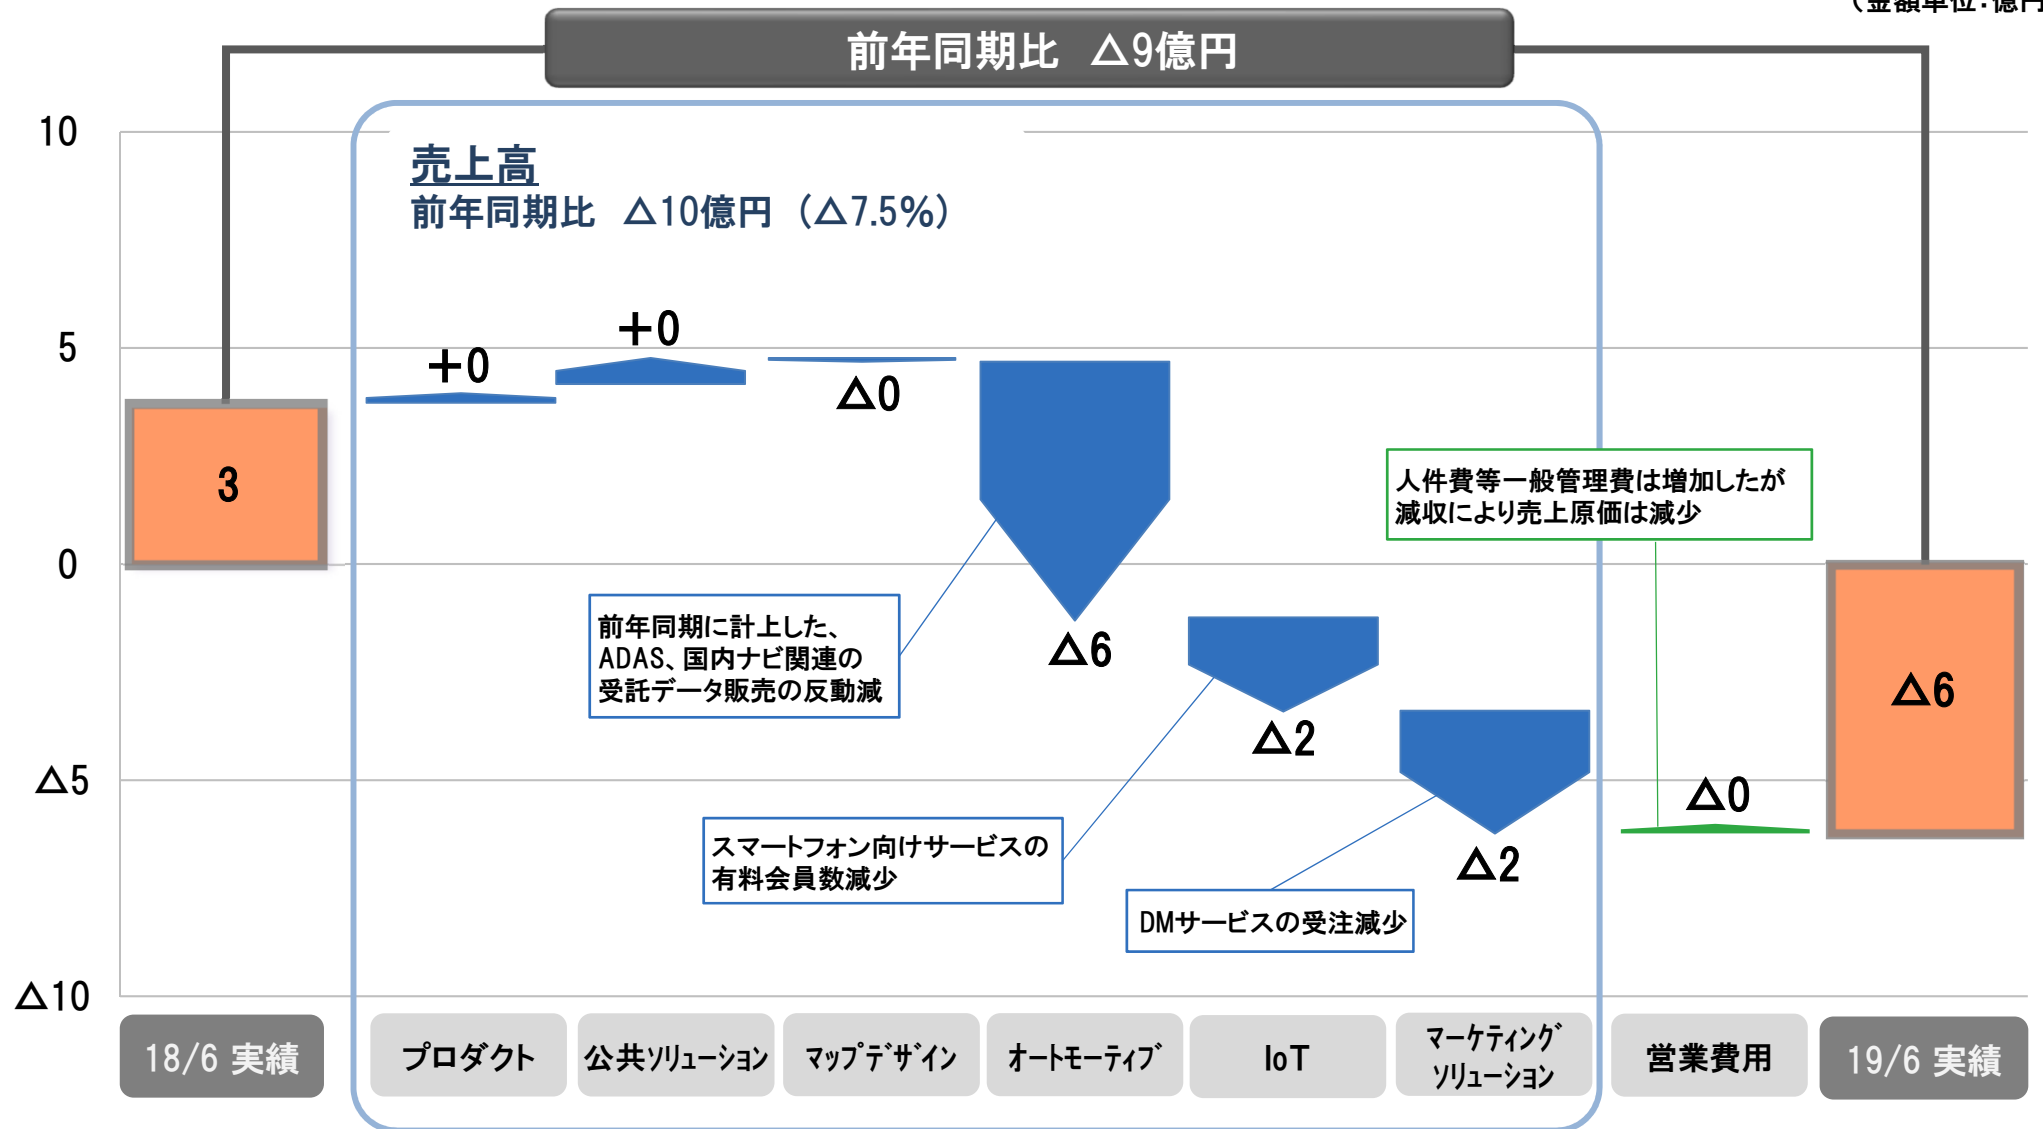 （金額単位：億円
前年同期比　△9億円
売上高
前年同期比　△10億円（△7.5%）
10
5
0
△5
△10
3
+0
+0
△0
△6
△2
△2
△0
△6
人件費等一般管理費は増加したが
減収により売上原価は減少
前年同期に計上した、
ADAS、国内ナビ関連の
受託データ販売の反動減
スマートフォン向けサービスの
有料会員数減少
DMサービスの受注減少
18/6 実績
プロダクト
公共ｿﾘｭｰｼｮﾝ
ﾏｯﾌﾟﾃﾞｻﾞｲﾝ
ｵｰﾄﾓｰﾃｨﾌﾞ
IoT
ﾏｰｹﾃｨﾝｸﾞ
ｿﾘｭｰｼｮﾝ
営業費用
19/6 実績